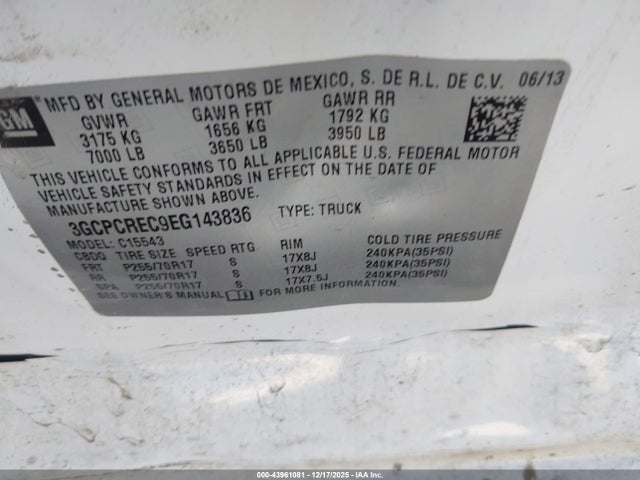 GM
MFD BY GENERAL MOTORS DE MEXICO, S. DE R.L. DE C.V. 06/13
GVWR GAWR FRT GAWR RR
3175 KG 1656 KG 1792 KG
7000 LB 3650 LB 3950 LB
THIS VEHICLE CONFORMS TO ALL APPLICABLE U.S. FEDERAL MOTOR
VEHICLE SAFETY STANDARDS IN EFFECT ON THE DATE OF
MANUFACTURE SHOWN ABOVE.
3GCPCREC9EG143836 TYPE: TRUCK
MODEL: C15543
CBDQ TIRE SIZE SPEED RTG RIM COLD TIRE PRESSURE
FRT P255/70R17 S 17X8J 240KPA(35PSI)
RR P255/70R17 S 17X8J 240KPA(35PSI)
SPA P255/70R17 S 17X7.5J 240KPA(35PSI)
SEE OWNER'S MANUAL FOR MORE INFORMATION.
000-43961081 - 12/17/2025 - IAAI COPYRIGHT